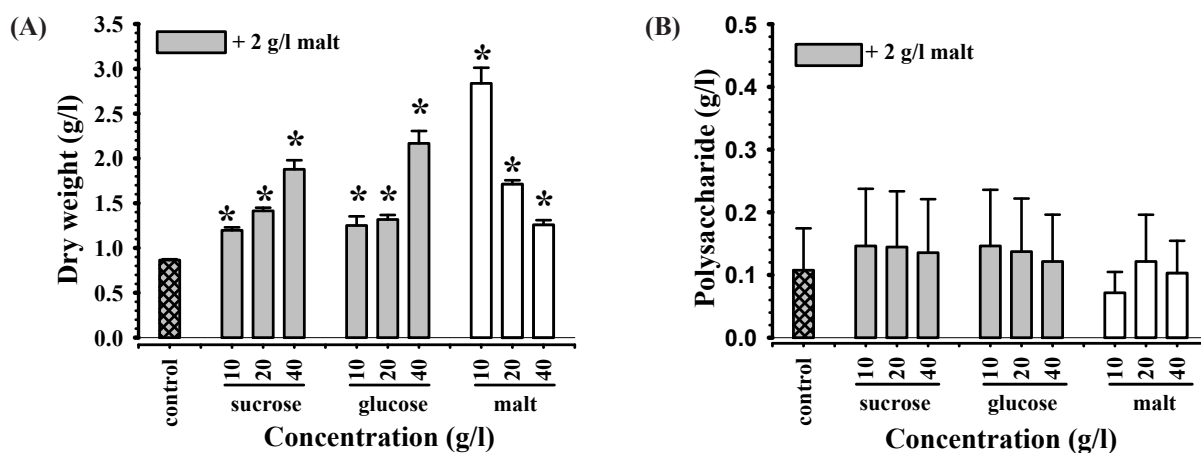 (A)
+ 2 g/l malt
Dry weight (g/l)
3.5
3.0
2.5
2.0
1.5
1.0
0.5
0.0
* * * * * * * * *
control
10 20 40 10 20 40 10 20 40
sucrose glucose malt
Concentration (g/l)
(B)
+ 2 g/l malt
Polysaccharide (g/l)
0.5
0.4
0.3
0.2
0.1
0.0
control
10 20 40 10 20 40 10 20 40
sucrose glucose malt
Concentration (g/l)